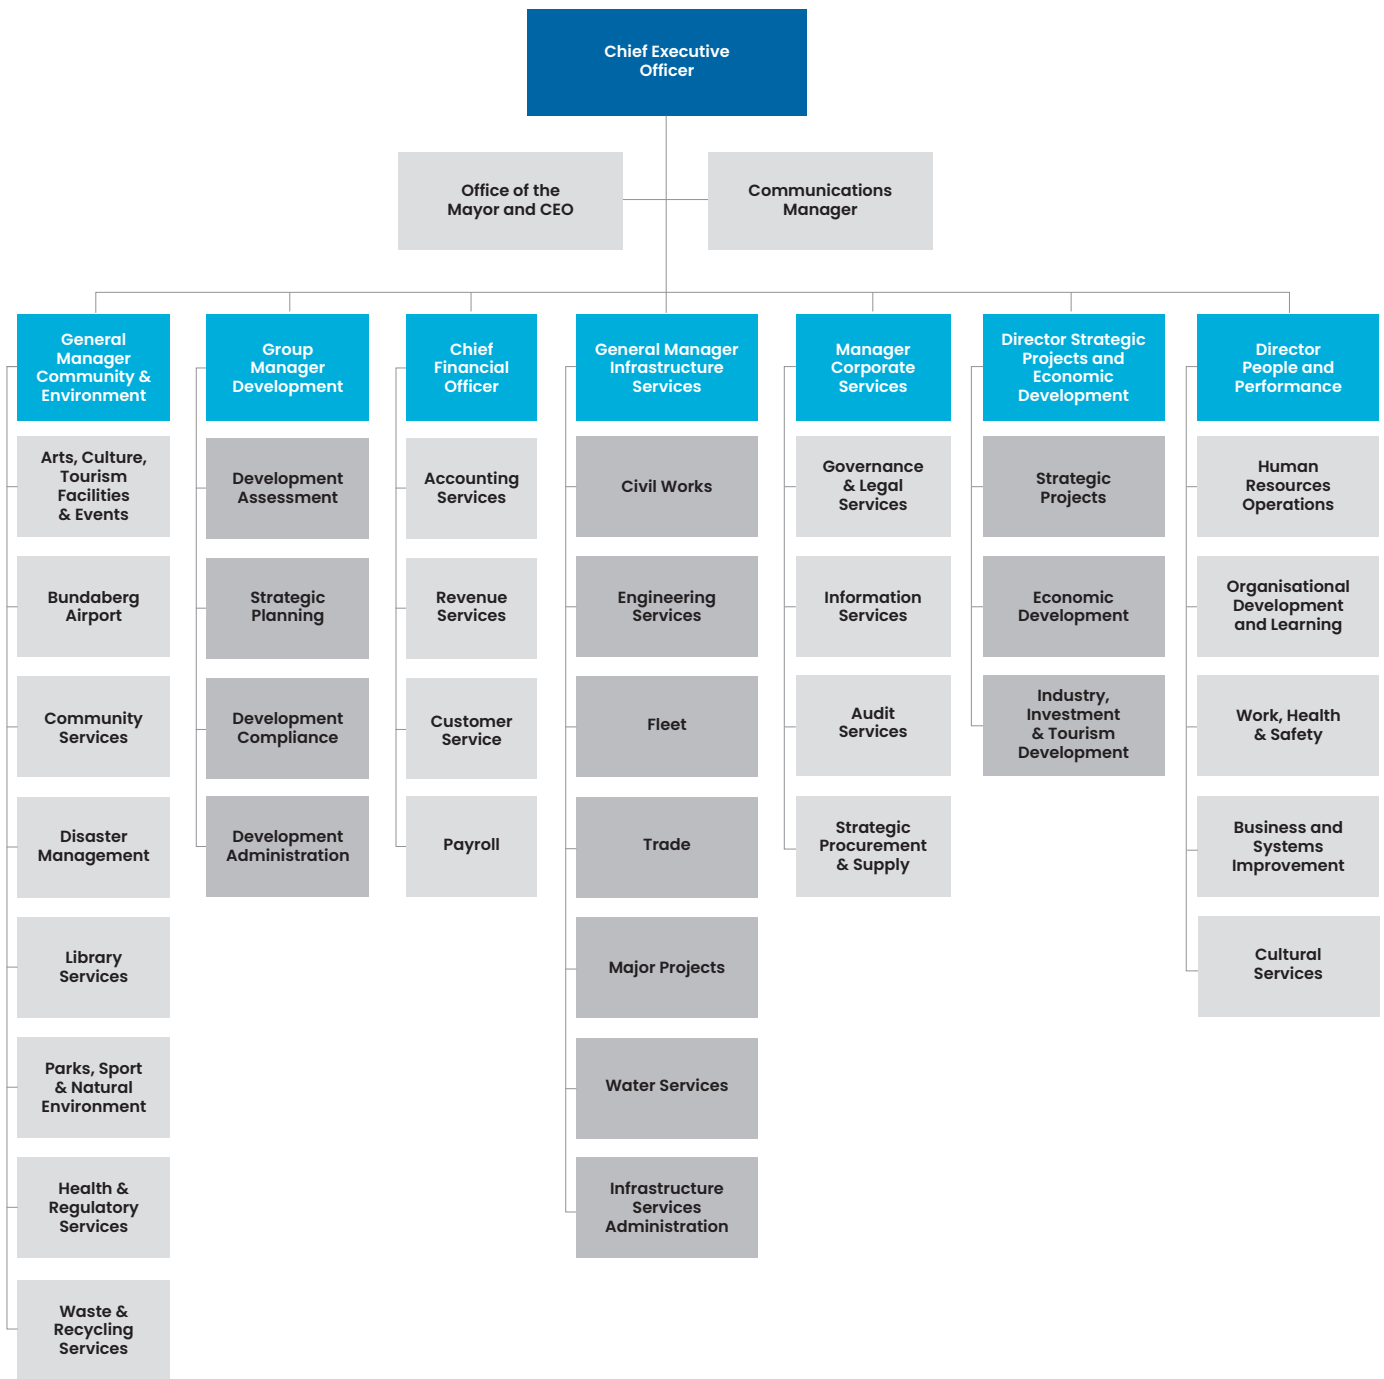 Chief Executive
Officer
Office of the
Mayor and CEO
Communications
Manager
General
Manager
Community &
Environment
Arts, Culture,
Tourism
Facilities
& Events
Bundaberg
Airport
Community
Services
Disaster
Management
Library
Services
Parks, Sport
& Natural
Environment
Health &
Regulatory
Services
Waste &
Recycling
Services
Group
Manager
Development
Development
Assessment
Strategic
Planning
Development
Compliance
Development
Administration
Chief
Financial
Officer
Accounting
Services
Revenue
Services
Customer
Service
Payroll
General Manager
Infrastructure
Services
Civil Works
Engineering
Services
Fleet
Trade
Major Projects
Water Services
Infrastructure
Services
Administration
Manager
Corporate
Services
Governance
& Legal
Services
Information
Services
Audit
Services
Strategic
Procurement
& Supply
Director Strategic
Projects and
Economic
Development
Strategic
Projects
Economic
Development
Industry,
Investment
& Tourism
Development
Director
People and
Performance
Human
Resources
Operations
Organisational
Development
and Learning
Work, Health
& Safety
Business and
Systems
Improvement
Cultural
Services